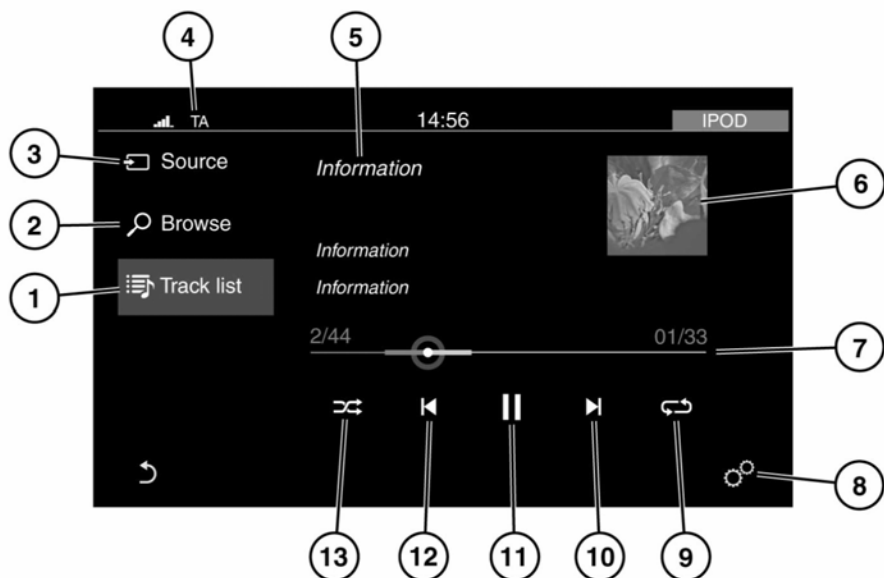 4
5
TA
14:56
IPOD
3
Source
Information
6
2
Browse
Information
1
Track list
Information
2/44
01/33
7
8
13
12
11
10
9